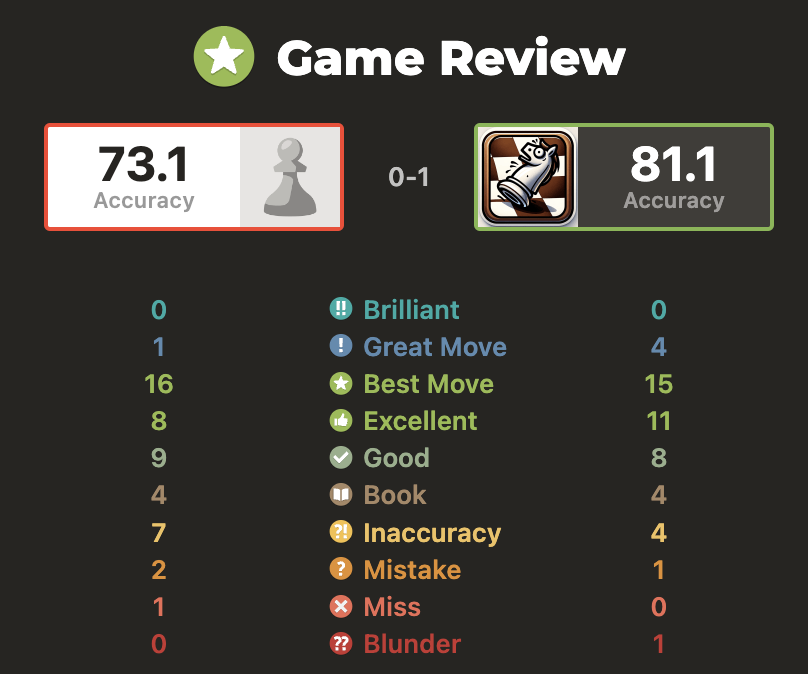 Game Review
73.1 0-1 81.1
Accuracy Accuracy
0 !! Brilliant 0
1 ! Great Move 4
16 Best Move 15
8 Excellent 11
9 Good 8
4 Book 4
7 ?! Inaccuracy 4
2 ? Mistake 1
1 Miss 0
0 ?? Blunder 1